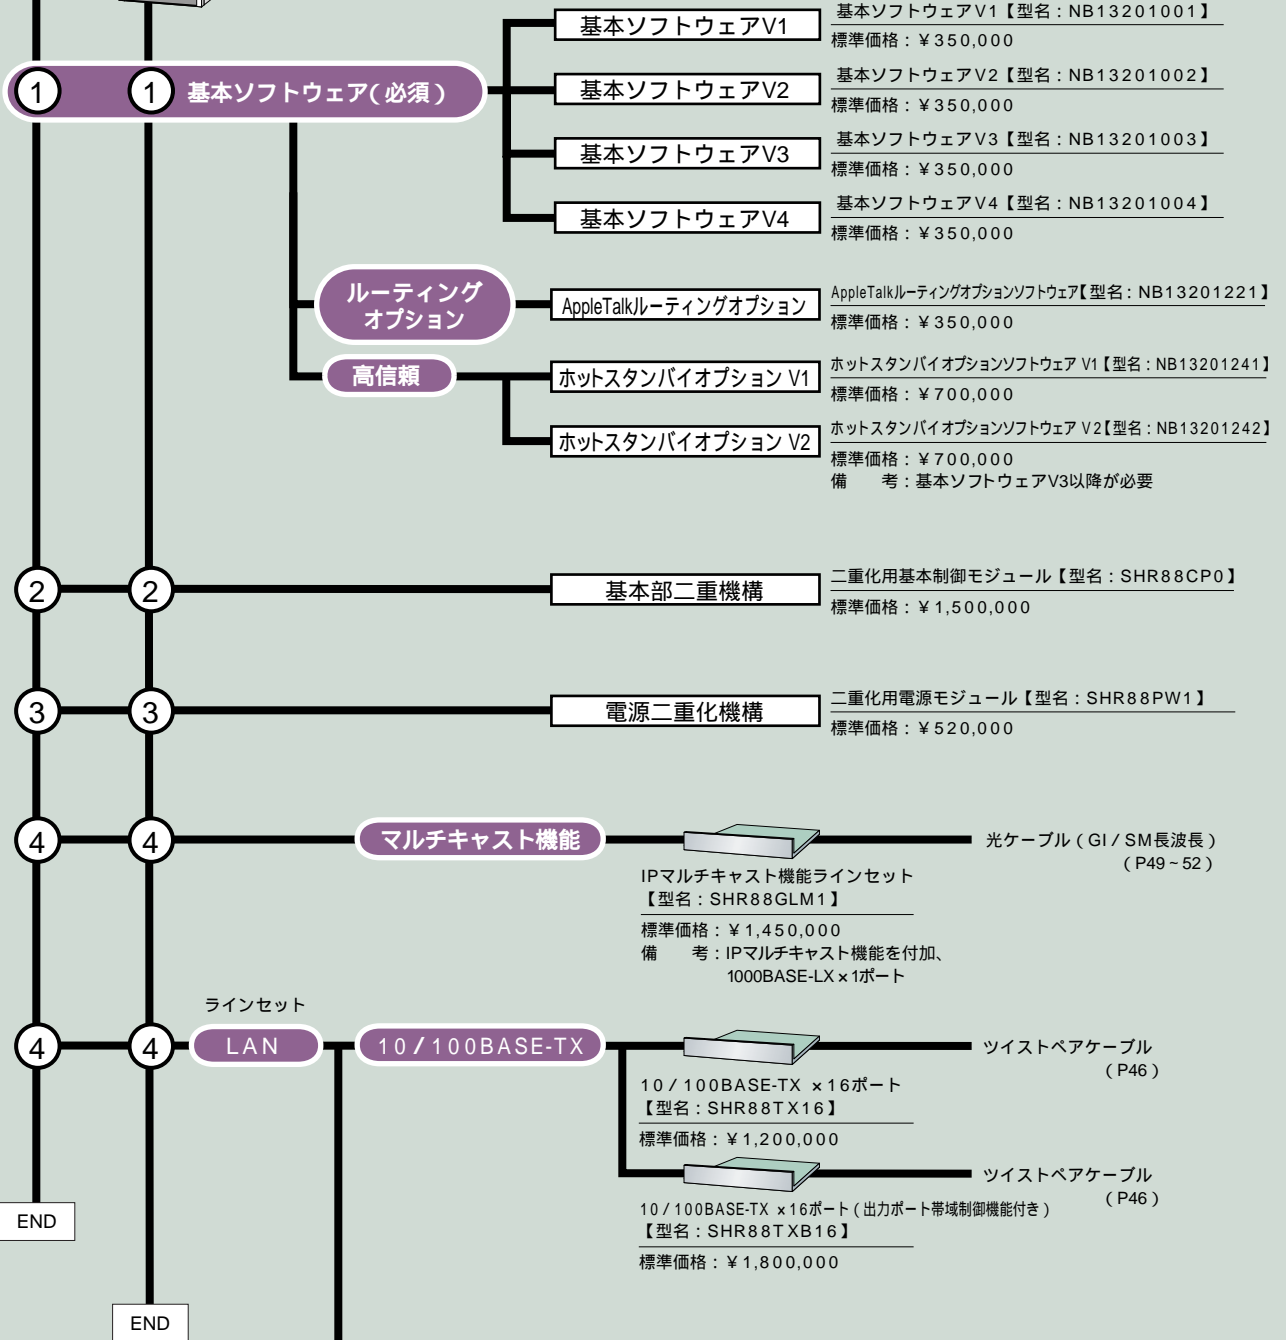 基本ソフトウェアV1
基本ソフトウェアV1【型名：NB13201001】
標準価格：¥350,000
1
1
基本ソフトウェア（必須）
基本ソフトウェアV2
基本ソフトウェアV2【型名：NB13201002】
標準価格：¥350,000
基本ソフトウェアV3
基本ソフトウェアV3【型名：NB13201003】
標準価格：¥350,000
基本ソフトウェアV4
基本ソフトウェアV4【型名：NB13201004】
標準価格：¥350,000
ルーティング
オプション
AppleTalkルーティングオプション
AppleTalkルーティングオプションソフトウェア【型名：NB13201221】
標準価格：¥350,000
高信頼
ホットスタンバイオプション V1
ホットスタンバイオプションソフトウェア V1【型名：NB13201241】
標準価格：¥700,000
ホットスタンバイオプション V2
ホットスタンバイオプションソフトウェア V2【型名：NB13201242】
標準価格：¥700,000
備　考：基本ソフトウェアV3以降が必要
2
2
基本部二重機構
二重化用基本制御モジュール【型名：SHR88CP0】
標準価格：¥1,500,000
3
3
電源二重化機構
二重化用電源モジュール【型名：SHR88PW1】
標準価格：¥520,000
4
4
マルチキャスト機能
光ケーブル（GI／SM長波長）
（P49～52）
IPマルチキャスト機能ラインセット
【型名：SHR88GLM1】
標準価格：¥1,450,000
備　考：IPマルチキャスト機能を付加、
1000BASE-LX×1ポート
ラインセット
4
4
LAN
10/100BASE-TX
ツイストペアケーブル
（P46）
10／100BASE-TX ×16ポート
【型名：SHR88TX16】
標準価格：¥1,200,000
ツイストペアケーブル
（P46）
10／100BASE-TX ×16ポート（出力ポート帯域制御機能付き）
【型名：SHR88TXB16】
標準価格：¥1,800,000
END
END